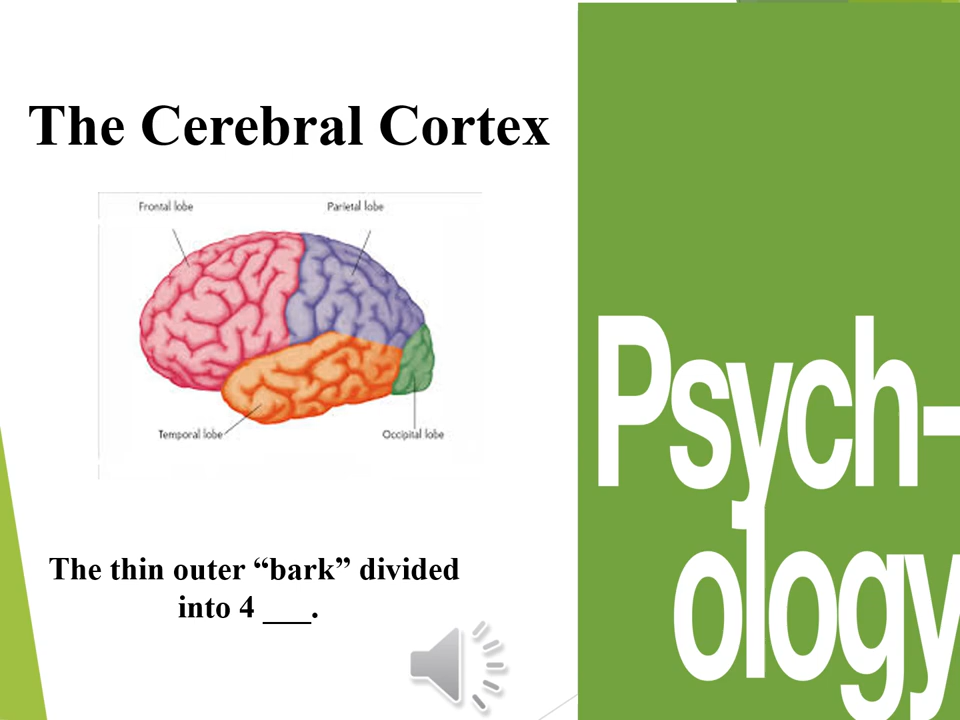 The Cerebral Cortex
Frontal lobe
Parietal lobe
Temporal lobe
Occipital lobe
The thin outer “bark” divided
into 4 ___.
Psych-
ology